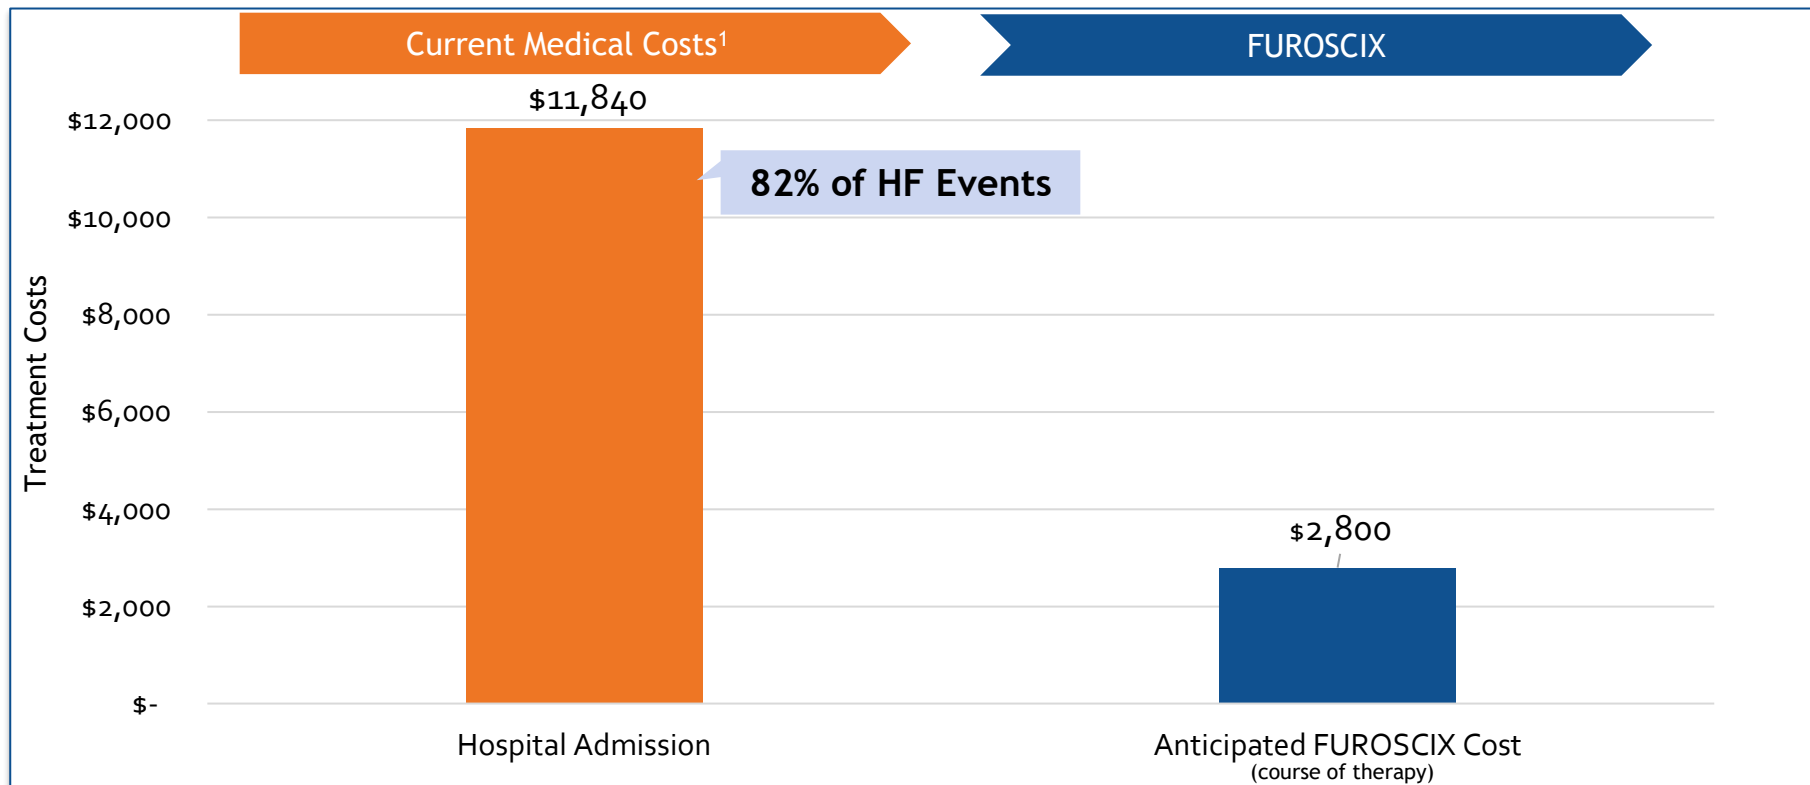 Current Medical Costs¹
FUROSCIX
$11,840
$12,000
82% of HF Events
$10,000
$8,000
Treatment Costs
$6,000
$4,000
$2,800
$2,000
$-
Hospital Admission
Anticipated FUROSCIX Cost
(course of therapy)